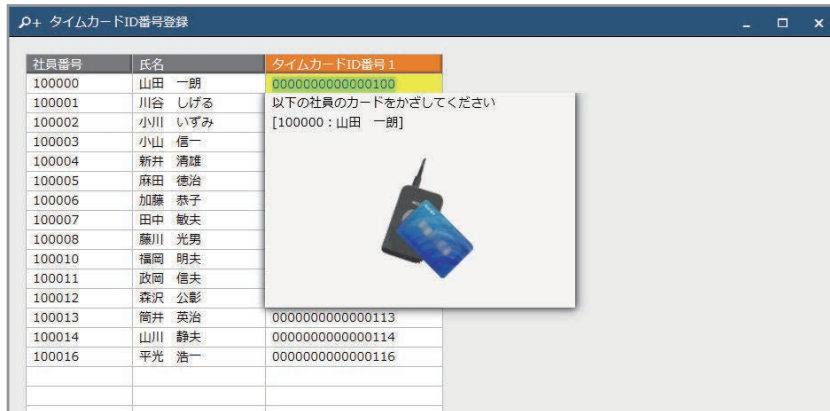 タイムカードID番号登録
社員番号 氏名 タイムカードID番号1
100000 山田 一朗 0000000000000100
100001 川谷 しげる 以下の社員のカードをかざしてください
100002 小川 いずみ [100000：山田 一朗]
100003 小山 信一
100004 新井 清雄
100005 麻田 徳治
100006 加藤 恭子
100007 田中 敏夫
100008 藤川 光男
100010 福岡 明夫
100011 政岡 信夫
100012 森沢 公彰
100013 筒井 英治 0000000000000113
100014 山川 静夫 0000000000000114
100016 平光 浩一 0000000000000116